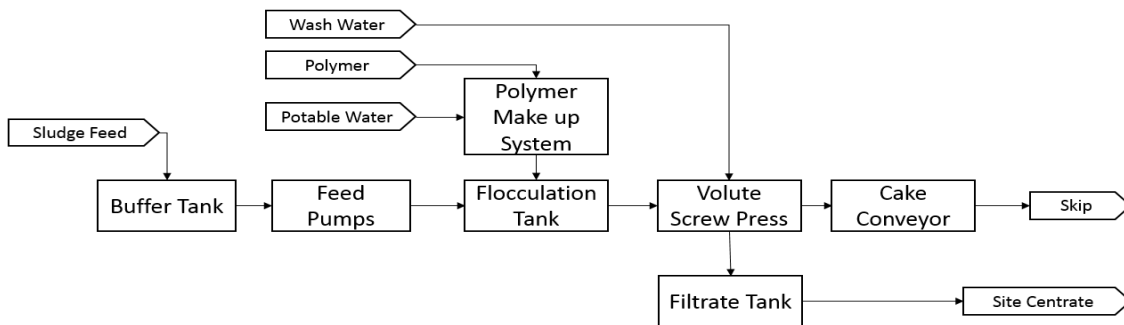 Wash Water
Polymer
Polymer
Make up
System
Potable Water
Sludge Feed
Buffer Tank
Feed
Pumps
Flocculation
Tank
Volute
Screw Press
Cake
Conveyor
Skip
Filtrate Tank
Site Centrate